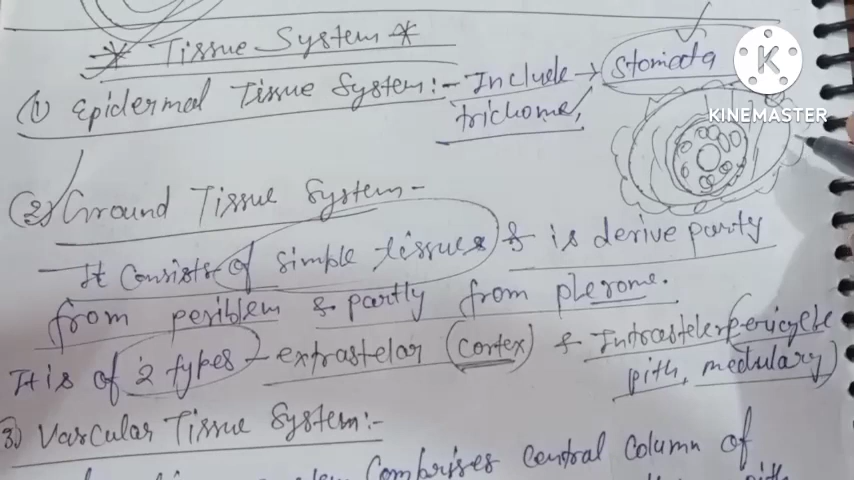 * Tissue System *
(1) Epidermal Tissue System:- Include → Stomata
trichome,
KINEMASTER
(2) Ground Tissue System -
- It consists of simple tissues & is derive party
from periblem & partly from plerome.
It is of 2 types - extrastelar (cortex) & Intrastelar (pericycle
pith, medulary)
3) Vascular Tissue System:-
comprises central column of
pith